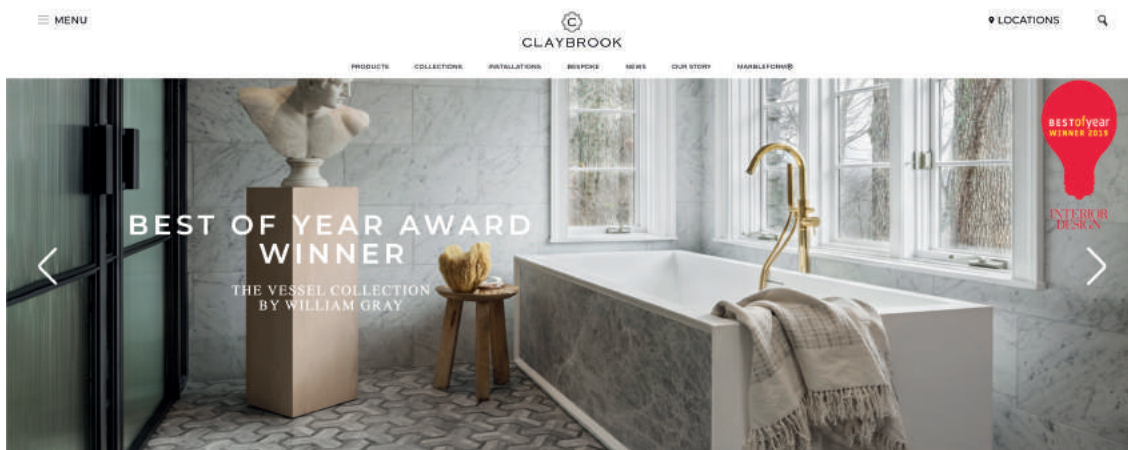 MENU
C
CLAYBROOK
LOCATIONS
PRODUCTS COLLECTIONS INSTALLATIONS BESPOKE NEWS OUR STORY MARBLEFORM®
BEST OF YEAR AWARD
WINNER
THE VESSEL COLLECTION
BY WILLIAM GRAY
BESTofyear
WINNER 2019
INTERIOR
DESIGN